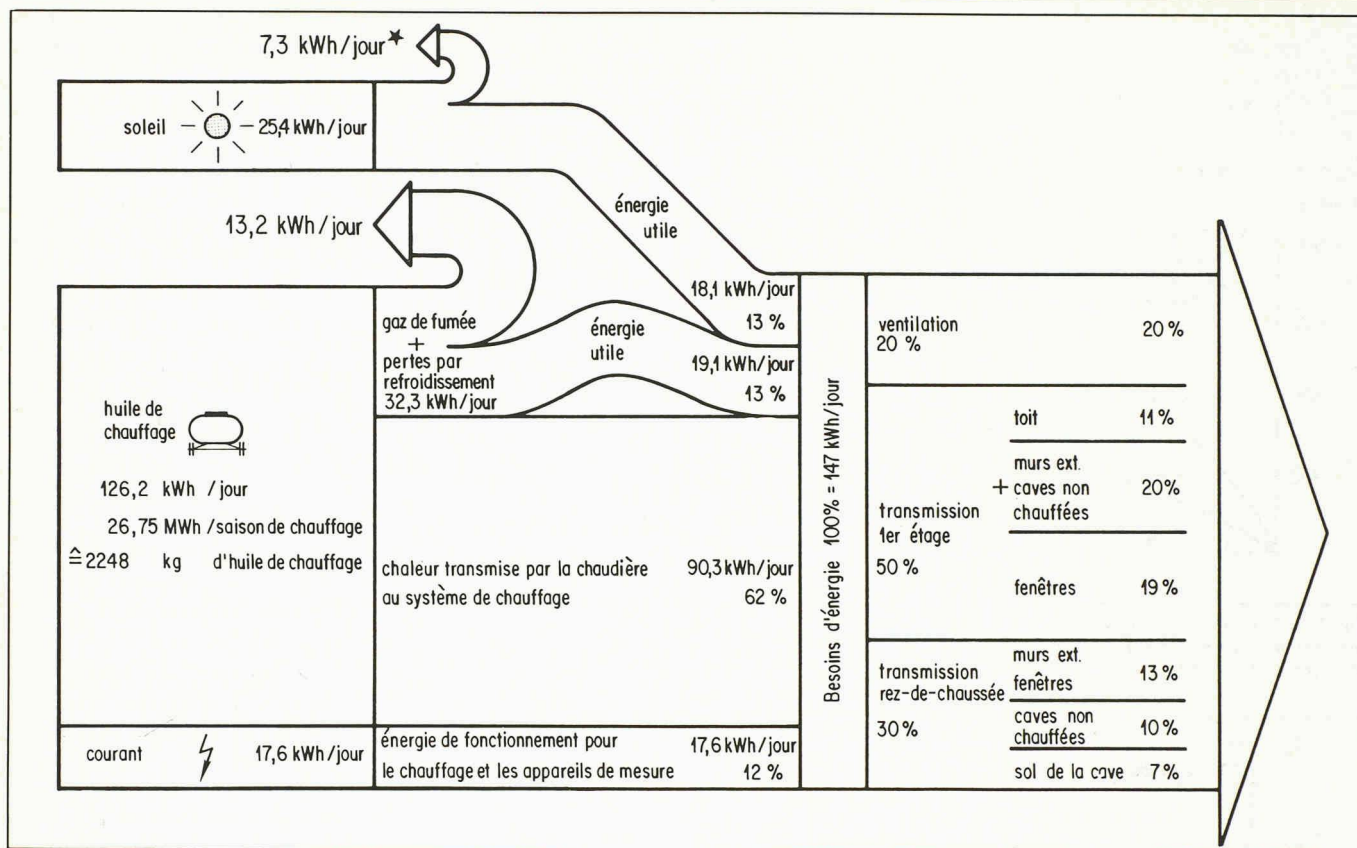 7,3 kWh/jour★
soleil
25,4 kWh/jour
13,2 kWh/jour
énergie
utile
18,1 kWh/jour
13 %
gaz de fumée
+
pertes par
refroidissement
32,3 kWh/jour
énergie
utile
19,1 kWh/jour
13 %
huile de
chauffage
126,2 kWh /jour
26,75 MWh /saison de chauffage
≙2248 kg d'huile de chauffage
chaleur transmise par la chaudière 90,3 kWh/jour
au système de chauffage 62 %
courant 17,6 kWh/jour
énergie de fonctionnement pour 17,6 kWh/jour
le chauffage et les appareils de mesure 12 %
Besoins d'énergie 100% = 147 kWh/jour
ventilation 20 %
20 %
transmission
1er étage
50 %
toit 11 %
murs ext.
+ caves non 20%
chauffées
fenêtres 19 %
transmission
rez-de-chaussée
30%
murs ext. 13 %
fenêtres
caves non 10 %
chauffées
sol de la cave 7 %